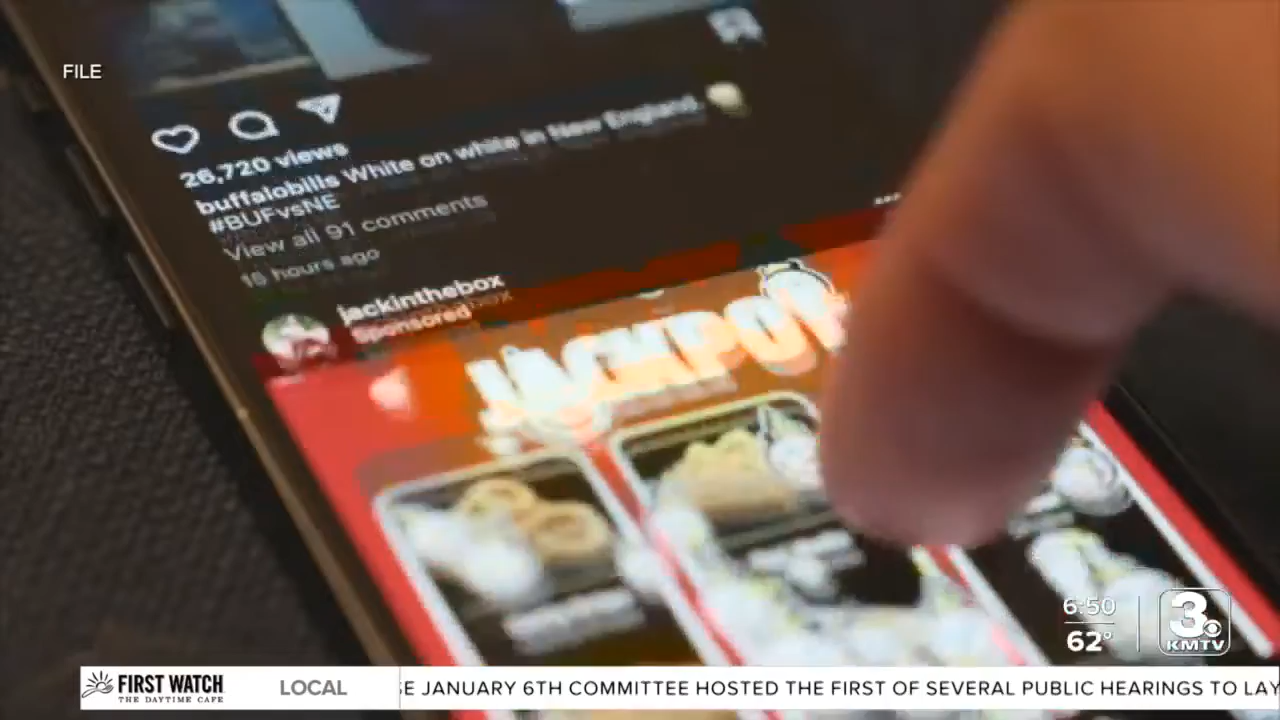 FILE
26,720 views
buffalobills White on white in New England.
#BUFvsNE
View all 91 comments
16 hours ago
jackinthebox
Sponsored
JACKPOT
6:50
62°
3
KMTV
FIRST WATCH
THE DAYTIME CAFE
LOCAL
E JANUARY 6TH COMMITTEE HOSTED THE FIRST OF SEVERAL PUBLIC HEARINGS TO LAY